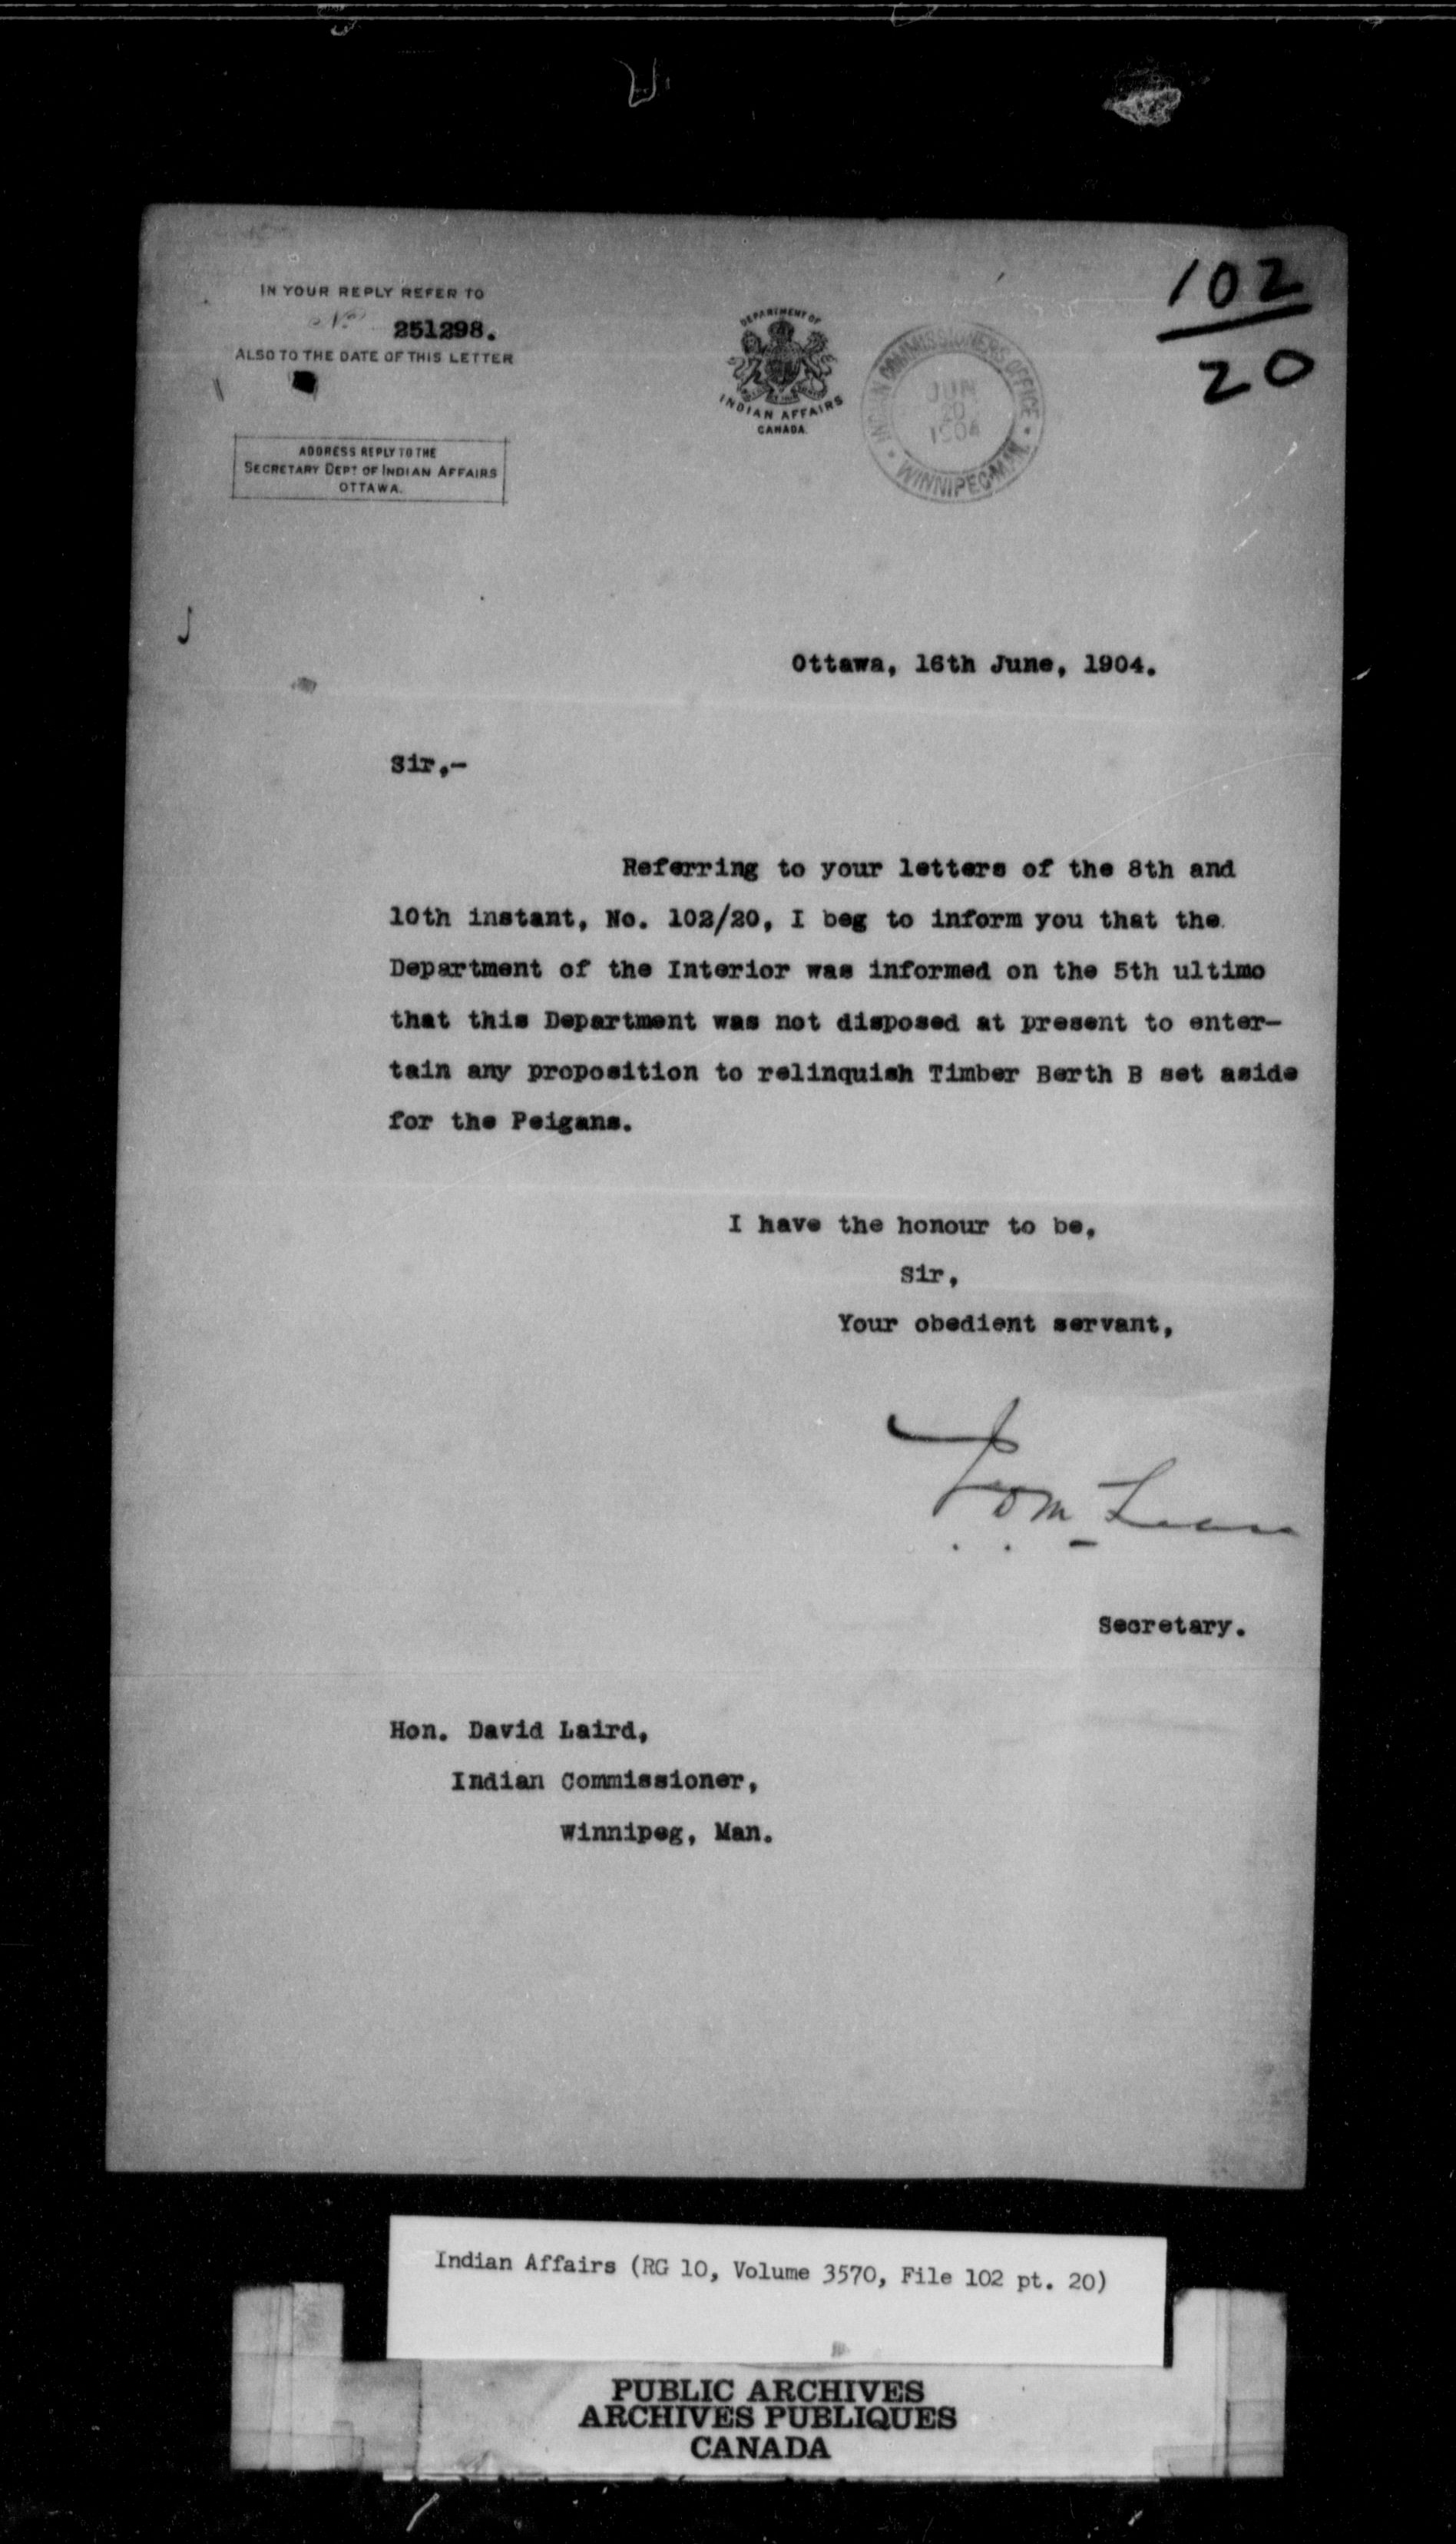 102
20
IN YOUR REPLY REFER TO
No 251298.
ALSO TO THE DATE OF THIS LETTER
DEPARTMENT OF
INDIAN AFFAIRS
CANADA.
INDIAN COMMISSIONERS OFFICE
JUN
20
1904
WINNIPEG MAN.
ADDRESS REPLY TO THE
SECRETARY DEPT OF INDIAN AFFAIRS
OTTAWA.
Ottawa, 16th June, 1904.
Sir,-
Referring to your letters of the 8th and
10th instant, No. 102/20, I beg to inform you that the
Department of the Interior was informed on the 5th ultimo
that this Department was not disposed at present to enter-
tain any proposition to relinquish Timber Berth B set aside
for the Peigans.
I have the honour to be,
Sir,
Your obedient servant,
Secretary.
Hon. David Laird,
Indian Commissioner,
Winnipeg, Man.
Indian Affairs (RG 10, Volume 3570, File 102 pt. 20)
PUBLIC ARCHIVES
ARCHIVES PUBLIQUES
CANADA